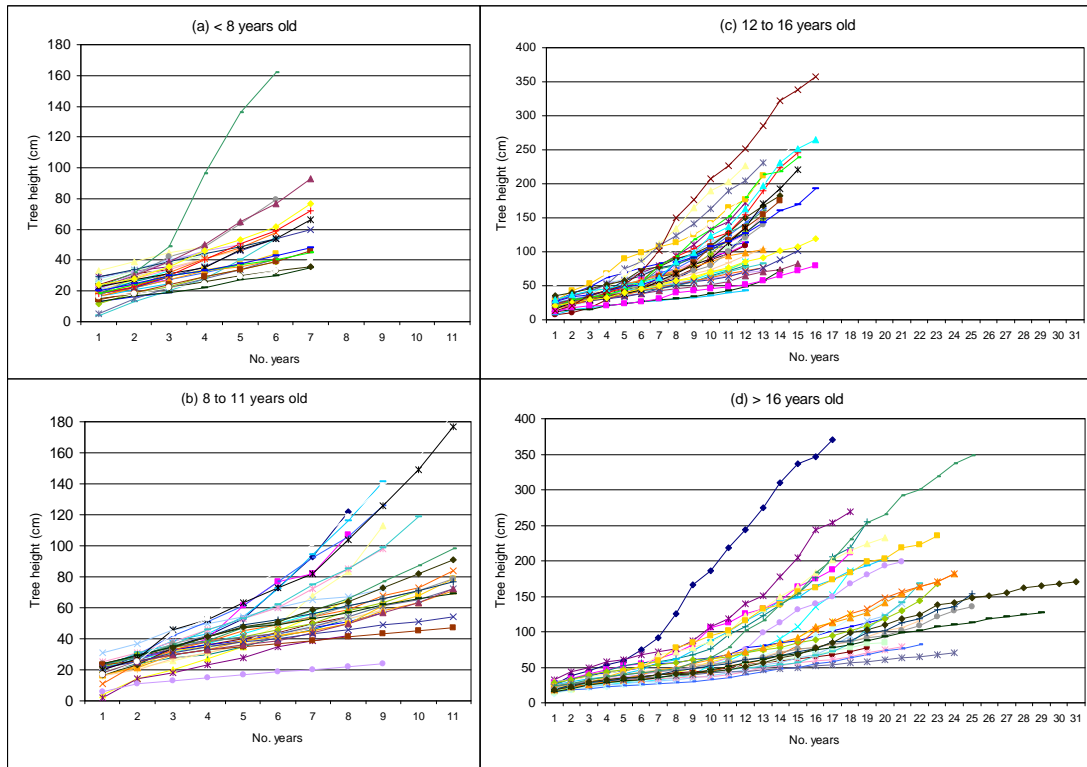 (a) < 8 years old
180
160
140
120
100
80
60
40
20
0
Tree height (cm)
1 2 3 4 5 6 7 8 9 10 11
No. years
(c) 12 to 16 years old
400
350
300
250
200
150
100
50
0
Tree height (cm)
1 2 3 4 5 6 7 8 9 10 11 12 13 14 15 16 17 18 19 20 21 22 23 24 25 26 27 28 29 30 31
No. years
(b) 8 to 11 years old
180
160
140
120
100
80
60
40
20
0
Tree height (cm)
1 2 3 4 5 6 7 8 9 10 11
No. years
(d) > 16 years old
400
350
300
250
200
150
100
50
0
Tree height (cm)
1 2 3 4 5 6 7 8 9 10 11 12 13 14 15 16 17 18 19 20 21 22 23 24 25 26 27 28 29 30 31
No. years